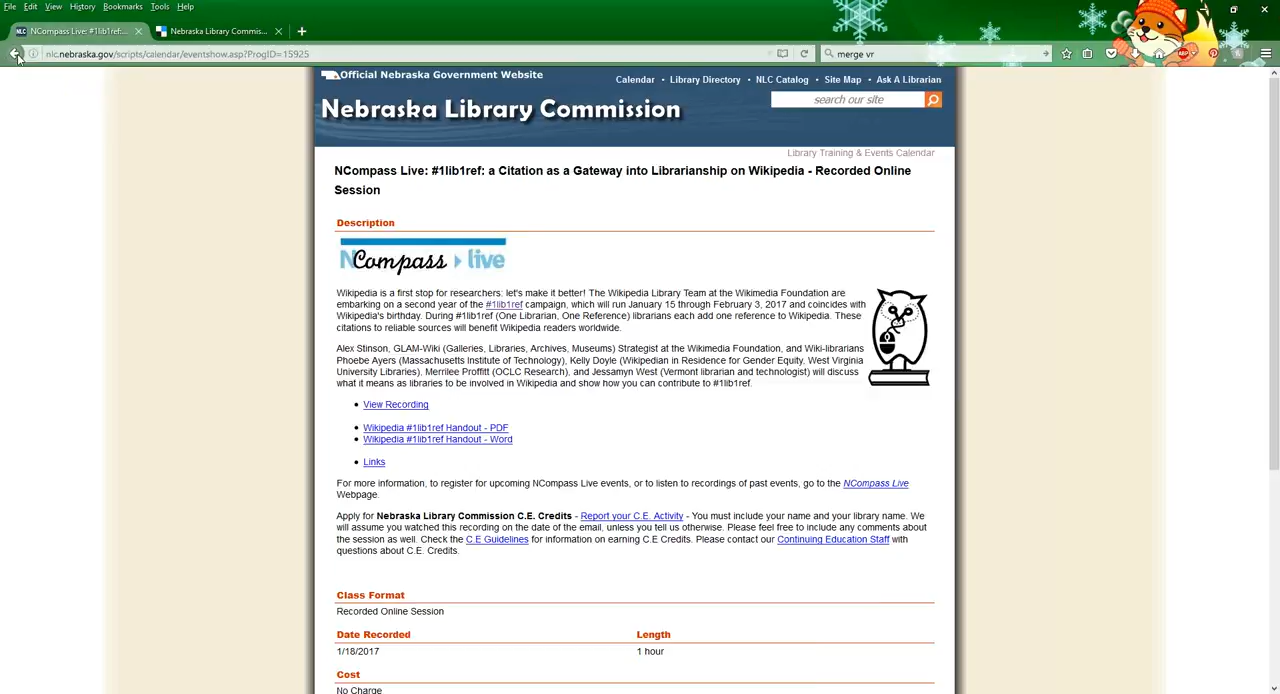 File Edit View History Bookmarks Tools Help
NLC NCompass Live: #1lib1ref:... Nebraska Library Commis...
nlc.nebraska.gov/scripts/calendar/eventshow.asp?ProgID=15925 merge vr
Official Nebraska Government Website
Calendar • Library Directory • NLC Catalog • Site Map • Ask A Librarian
Nebraska Library Commission
search our site
Library Training & Events Calendar
NCompass Live: #1lib1ref: a Citation as a Gateway into Librarianship on Wikipedia - Recorded Online
Session
Description
NCompass live
Wikipedia is a first stop for researchers: let's make it better! The Wikipedia Library Team at the Wikimedia Foundation are
embarking on a second year of the #1lib1ref campaign, which will run January 15 through February 3, 2017 and coincides with
Wikipedia's birthday. During #1lib1ref (One Librarian, One Reference) librarians each add one reference to Wikipedia. These
citations to reliable sources will benefit Wikipedia readers worldwide.
Alex Stinson, GLAM-Wiki (Galleries, Libraries, Archives, Museums) Strategist at the Wikimedia Foundation, and Wiki-librarians
Phoebe Ayers (Massachusetts Institute of Technology), Kelly Doyle (Wikipedian in Residence for Gender Equity, West Virginia
University Libraries), Merrilee Proffitt (OCLC Research), and Jessamyn West (Vermont librarian and technologist) will discuss
what it means as libraries to be involved in Wikipedia and show how you can contribute to #1lib1ref.
• View Recording
• Wikipedia #1lib1ref Handout - PDF
• Wikipedia #1lib1ref Handout - Word
• Links
For more information, to register for upcoming NCompass Live events, or to listen to recordings of past events, go to the NCompass Live
Webpage.
Apply for Nebraska Library Commission C.E. Credits - Report your C.E. Activity - You must include your name and your library name. We
will assume you watched this recording on the date of the email, unless you tell us otherwise. Please feel free to include any comments about
the session as well. Check the C.E Guidelines for information on earning C.E Credits. Please contact our Continuing Education Staff with
questions about C.E. Credits.
Class Format
Recorded Online Session
Date Recorded Length
1/18/2017 1 hour
Cost
No Charge